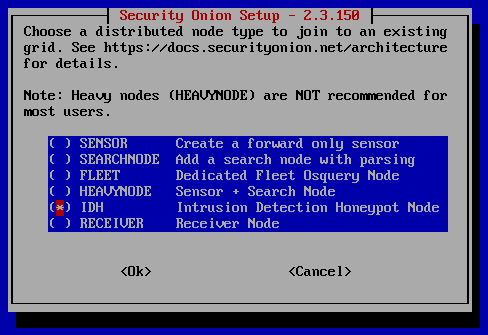 Security Onion Setup - 2.3.150
Choose a distributed node type to join to an existing
grid. See https://docs.securityonion.net/architecture
for details.
Note: Heavy nodes (HEAVYNODE) are NOT recommended for
most users.
( ) SENSOR Create a forward only sensor
( ) SEARCHNODE Add a search node with parsing
( ) FLEET Dedicated Fleet Osquery Node
( ) HEAVYNODE Sensor + Search Node
(*) IDH Intrusion Detection Honeypot Node
( ) RECEIVER Receiver Node
<Ok> <Cancel>